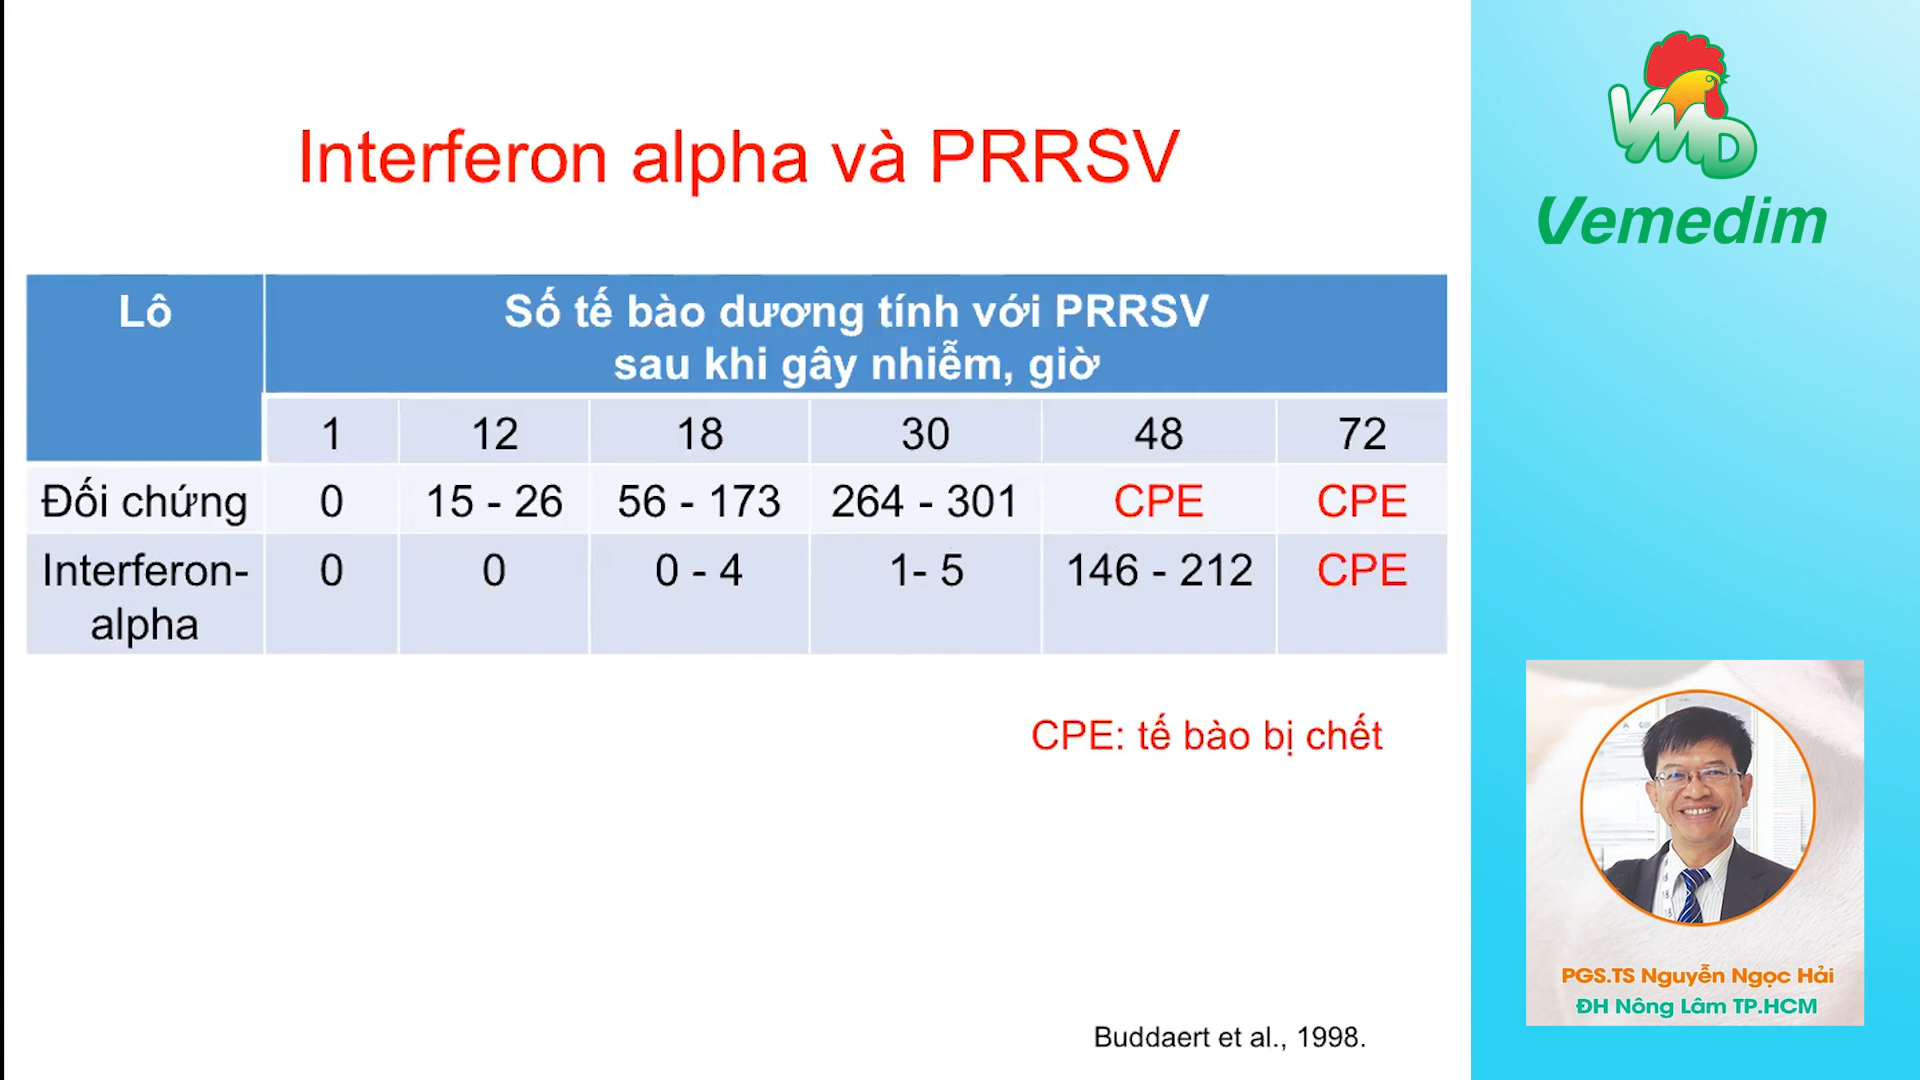 Interferon alpha và PRRSV
Lô
Số tế bào dương tính với PRRSV
sau khi gây nhiễm, giờ
1 12 18 30 48 72
Đối chứng 0 15 - 26 56 - 173 264 - 301 CPE CPE
Interferon- 0 0 0 - 4 1- 5 146 - 212 CPE
alpha
CPE: tế bào bị chết
Buddaert et al., 1998.
VMD
Vemedim
PGS.TS Nguyễn Ngọc Hải
ĐH Nông Lâm TP.HCM